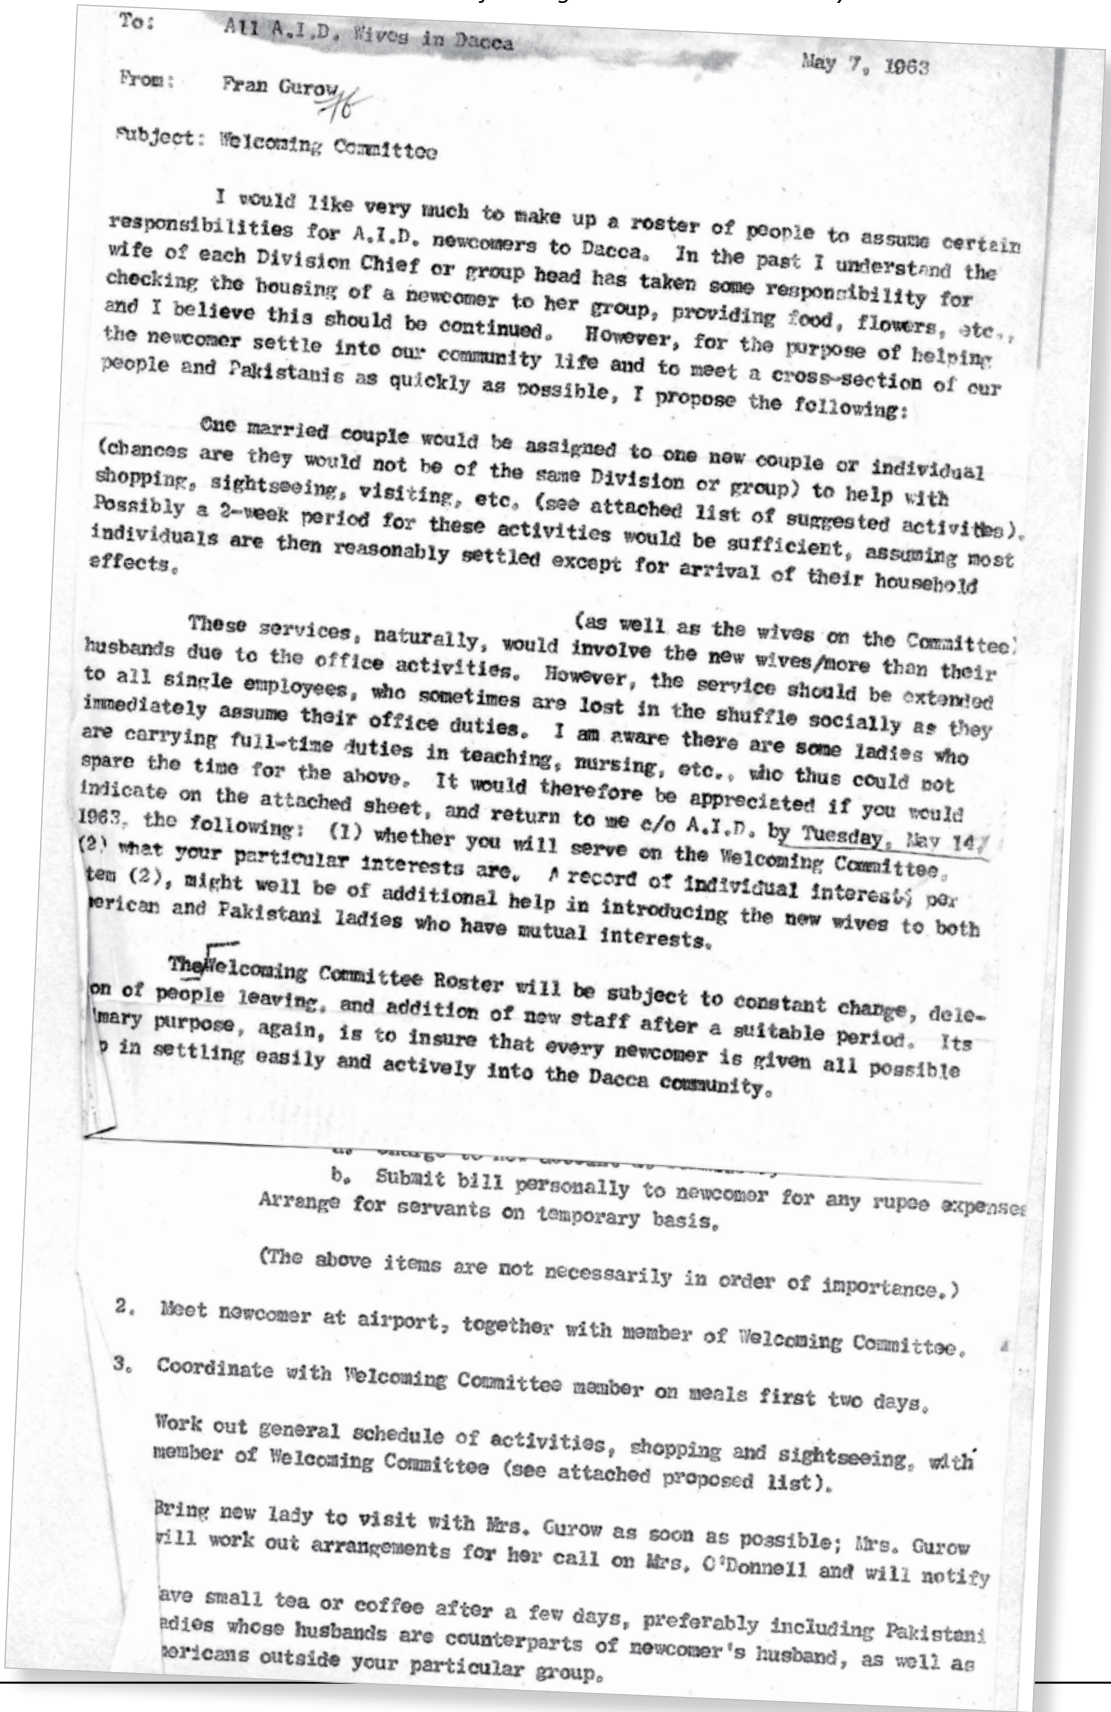 To: All A.I.D. Wives in Dacca
May 7, 1963
From: Fran Gurow
Subject: Welcoming Committee
I would like very much to make up a roster of people to assume certain
responsibilities for A.I.D. newcomers to Dacca. In the past I understand the
wife of each Division Chief or group head has taken some responsibility for
checking the housing of a newcomer to her group, providing food, flowers, etc.,
and I believe this should be continued. However, for the purpose of helping
the newcomer settle into our community life and to meet a cross-section of our
people and Pakistanis as quickly as possible, I propose the following:
One married couple would be assigned to one new couple or individual
(chances are they would not be of the same Division or group) to help with
shopping, sightseeing, visiting, etc. (see attached list of suggested activities).
Possibly a 2-week period for these activities would be sufficient, assuming most
individuals are then reasonably settled except for arrival of their household
effects.
(as well as the wives on the Committee)
These services, naturally, would involve the new wives/more than their
husbands due to the office activities. However, the service should be extended
to all single employees, who sometimes are lost in the shuffle socially as they
immediately assume their office duties. I am aware there are some ladies who
are carrying full-time duties in teaching, nursing, etc., who thus could not
spare the time for the above. It would therefore be appreciated if you would
indicate on the attached sheet, and return to me c/o A.I.D. by Tuesday, May 14,
1963, the following: (1) whether you will serve on the Welcoming Committee,
(2) what your particular interests are. A record of individual interests, per
tem (2), might well be of additional help in introducing the new wives to both
erican and Pakistani ladies who have mutual interests.
The Welcoming Committee Roster will be subject to constant change, dele-
on of people leaving, and addition of new staff after a suitable period. Its
mary purpose, again, is to insure that every newcomer is given all possible
p in settling easily and actively into the Dacca community.
b. Submit bill personally to newcomer for any rupee expenses
Arrange for servants on temporary basis.
(The above items are not necessarily in order of importance.)
2. Meet newcomer at airport, together with member of Welcoming Committee.
3. Coordinate with Welcoming Committee member on meals first two days.
Work out general schedule of activities, shopping and sightseeing, with
member of Welcoming Committee (see attached proposed list).
Bring new lady to visit with Mrs. Gurow as soon as possible; Mrs. Gurow
will work out arrangements for her call on Mrs. O'Donnell and will notify
ave small tea or coffee after a few days, preferably including Pakistani
adies whose husbands are counterparts of newcomer's husband, as well as
ericans outside your particular group.